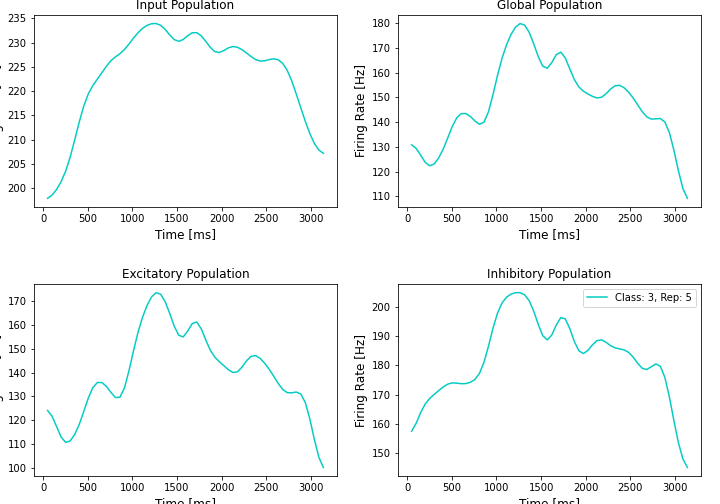 Input Population
235
230
225
220
215
210
205
200
0 500 1000 1500 2000 2500 3000
Time [ms]
Global Population
Firing Rate [Hz]
180
170
160
150
140
130
120
110
0 500 1000 1500 2000 2500 3000
Time [ms]
Excitatory Population
170
160
150
140
130
120
110
100
0 500 1000 1500 2000 2500 3000
Time [ms]
Inhibitory Population
Class: 3, Rep: 5
Firing Rate [Hz]
200
190
180
170
160
150
0 500 1000 1500 2000 2500 3000
Time [ms]